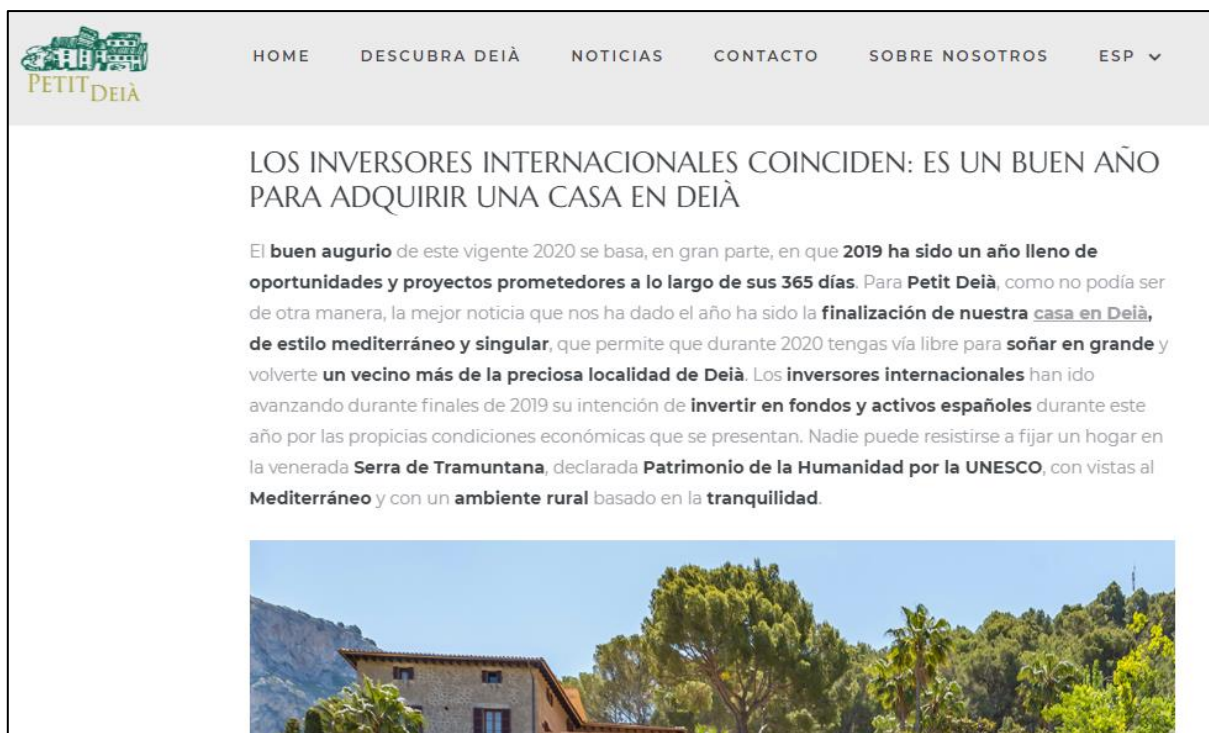 PETIT DEIÀ
HOME DESCUBRA DEIÀ NOTICIAS CONTACTO SOBRE NOSOTROS ESP
LOS INVERSORES INTERNACIONALES COINCIDEN: ES UN BUEN AÑO
PARA ADQUIRIR UNA CASA EN DEIÀ
El buen augurio de este vigente 2020 se basa, en gran parte, en que 2019 ha sido un año lleno de
oportunidades y proyectos prometedores a lo largo de sus 365 días. Para Petit Deià, como no podía ser
de otra manera, la mejor noticia que nos ha dado el año ha sido la finalización de nuestra casa en Deià,
de estilo mediterráneo y singular, que permite que durante 2020 tengas vía libre para soñar en grande y
volverte un vecino más de la preciosa localidad de Deià. Los inversores internacionales han ido
avanzando durante finales de 2019 su intención de invertir en fondos y activos españoles durante este
año por las propicias condiciones económicas que se presentan. Nadie puede resistirse a fijar un hogar en
la venerada Serra de Tramuntana, declarada Patrimonio de la Humanidad por la UNESCO, con vistas al
Mediterráneo y con un ambiente rural basado en la tranquilidad.